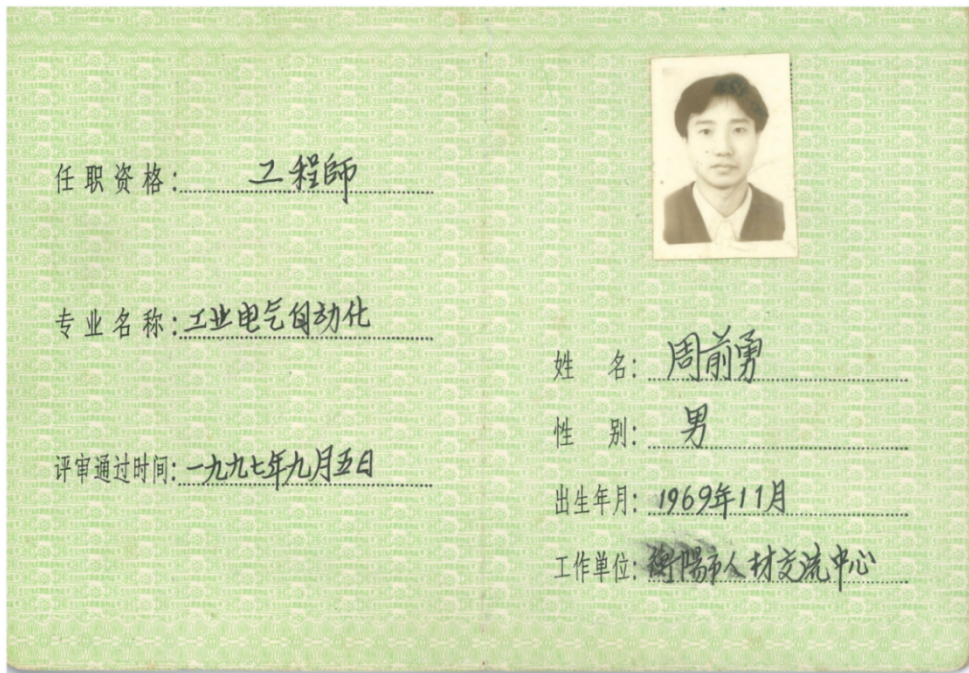 任职资格:工程師
专业名称:工业电气自动化
评审通过时间:一九九七年九月五日
姓名:周前勇
性别:男
出生年月:1969年11月
工作单位:衡陽市人材交流中心